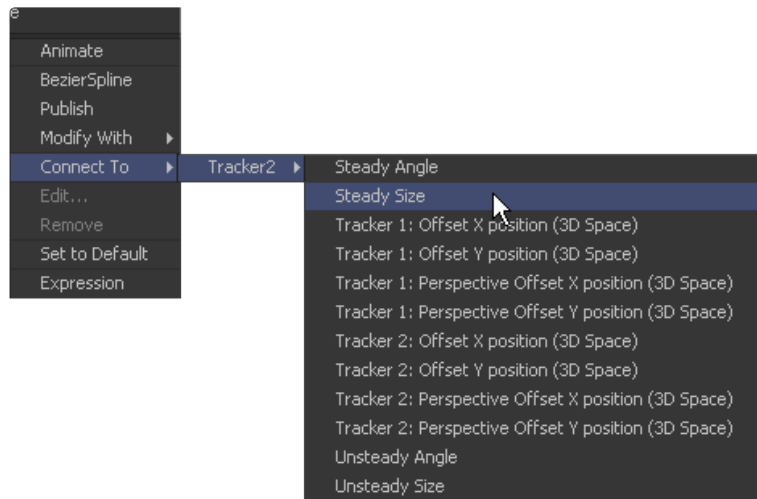 e
Animate
BezierSpline
Publish
Modify With
Connect To
Edit...
Remove
Set to Default
Expression
Tracker2
Steady Angle
Steady Size
Tracker 1: Offset X position (3D Space)
Tracker 1: Offset Y position (3D Space)
Tracker 1: Perspective Offset X position (3D Space)
Tracker 1: Perspective Offset Y position (3D Space)
Tracker 2: Offset X position (3D Space)
Tracker 2: Offset Y position (3D Space)
Tracker 2: Perspective Offset X position (3D Space)
Tracker 2: Perspective Offset Y position (3D Space)
Unsteady Angle
Unsteady Size